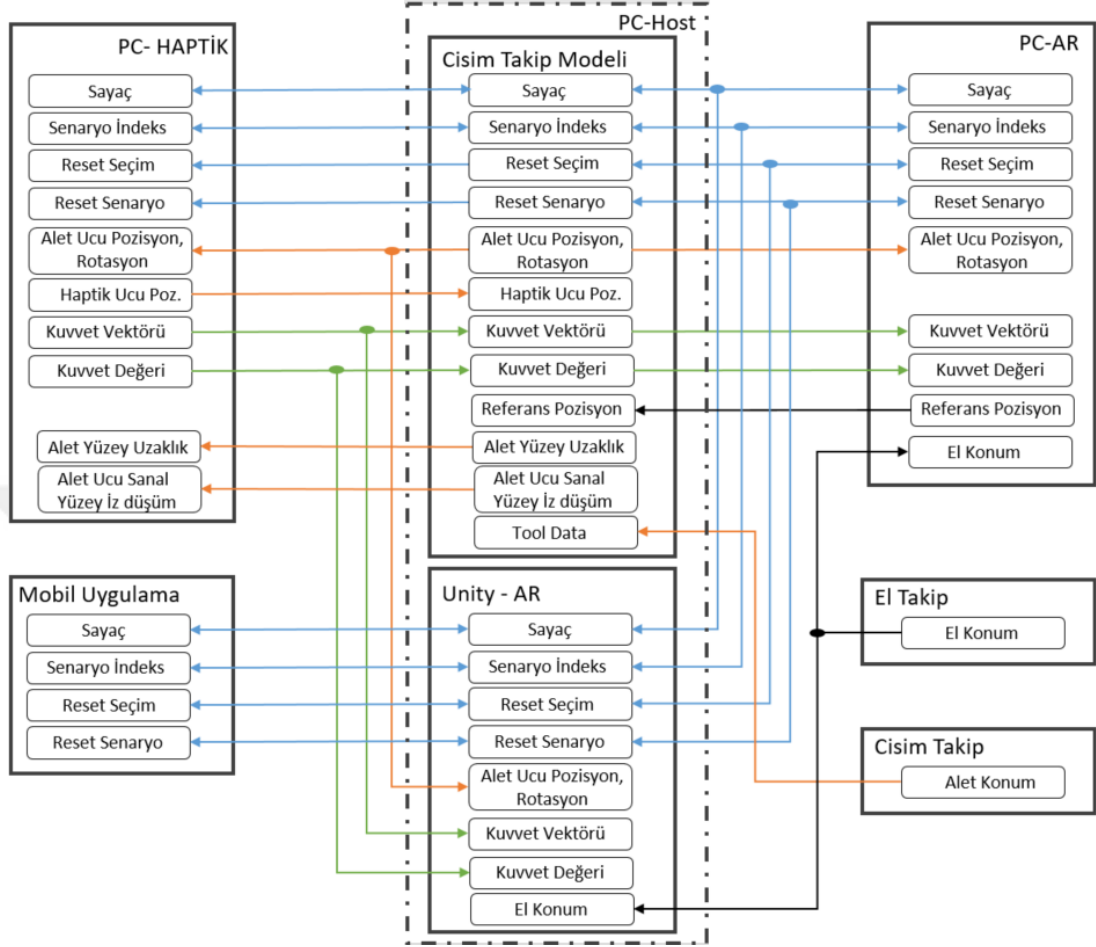 PC- HAPTİK
Sayaç
Senaryo İndeks
Reset Seçim
Reset Senaryo
Alet Ucu Pozisyon,
Rotasyon
Haptik Ucu Poz.
Kuvvet Vektörü
Kuvvet Değeri
Alet Yüzey Uzaklık
Alet Ucu Sanal
Yüzey İz düşüm
PC-Host
Cisim Takip Modeli
Sayaç
Senaryo İndeks
Reset Seçim
Reset Senaryo
Alet Ucu Pozisyon,
Rotasyon
Haptik Ucu Poz.
Kuvvet Vektörü
Kuvvet Değeri
Referans Pozisyon
Alet Yüzey Uzaklık
Alet Ucu Sanal
Yüzey İz düşüm
Tool Data
PC-AR
Sayaç
Senaryo İndeks
Reset Seçim
Reset Senaryo
Alet Ucu Pozisyon,
Rotasyon
Kuvvet Vektörü
Kuvvet Değeri
Referans Pozisyon
El Konum
Mobil Uygulama
Sayaç
Senaryo İndeks
Reset Seçim
Reset Senaryo
Unity - AR
Sayaç
Senaryo İndeks
Reset Seçim
Reset Senaryo
Alet Ucu Pozisyon,
Rotasyon
Kuvvet Vektörü
Kuvvet Değeri
El Konum
El Takip
El Konum
Cisim Takip
Alet Konum